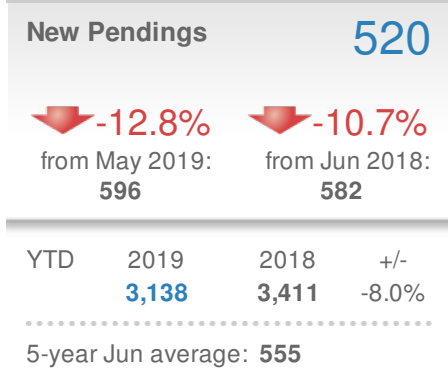 New Pendings 520
-12.8% -10.7%
from May 2019: from Jun 2018:
596 582
YTD 2019 2018 +/-
3,138 3,411 -8.0%
5-year Jun average: 555